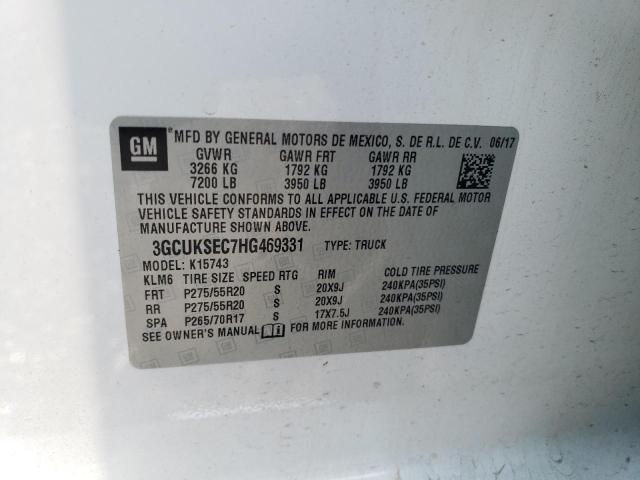 GM
® MFD BY GENERAL MOTORS DE MEXICO, S. DE R.L. DE C.V. 06/17
GVWR GAWR FRT GAWR RR
3266 KG 1792 KG 1792 KG
7200 LB 3950 LB 3950 LB
THIS VEHICLE CONFORMS TO ALL APPLICABLE U.S. FEDERAL MOTOR
VEHICLE SAFETY STANDARDS IN EFFECT ON THE DATE OF
MANUFACTURE SHOWN ABOVE.
3GCUKSEC7HG469331 TYPE: TRUCK
MODEL: K15743
KLM6 TIRE SIZE SPEED RTG RIM COLD TIRE PRESSURE
FRT P275/55R20 S 20X9J 240KPA(35PSI)
RR P275/55R20 S 20X9J 240KPA(35PSI)
SPA P265/70R17 S 17X7.5J 240KPA(35PSI)
SEE OWNER'S MANUAL FOR MORE INFORMATION.